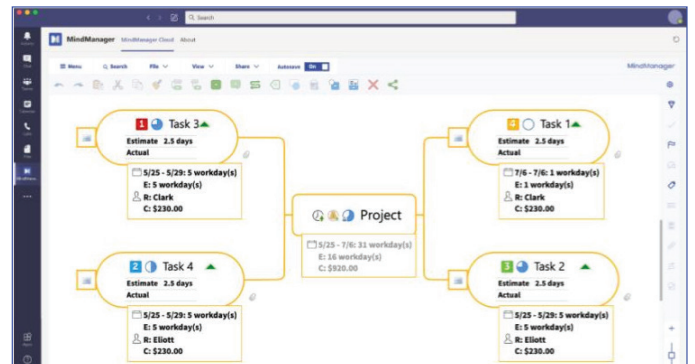 Search
MindManager MindManager Cloud About
Menu Search File View Share Autosave On MindManager
1 Task 3
Estimate 2.5 days
Actual
5/25 - 5/29: 5 workday(s)
E: 5 workday(s)
R: Clark
C: $230.00
4 Task 1
Estimate 2.5 days
Actual
7/6 - 7/6: 1 workday(s)
E: 1 workday(s)
R: Clark
C: $230.00
Project
5/25 - 7/6: 31 workday(s)
E: 16 workday(s)
C: $920.00
2 Task 4
Estimate 2.5 days
Actual
5/25 - 5/29: 5 workday(s)
E: 5 workday(s)
R: Eliott
C: $230.00
3 Task 2
Estimate 2.5 days
Actual
5/25 - 5/29: 5 workday(s)
E: 5 workday(s)
R: Eliott
C: $230.00